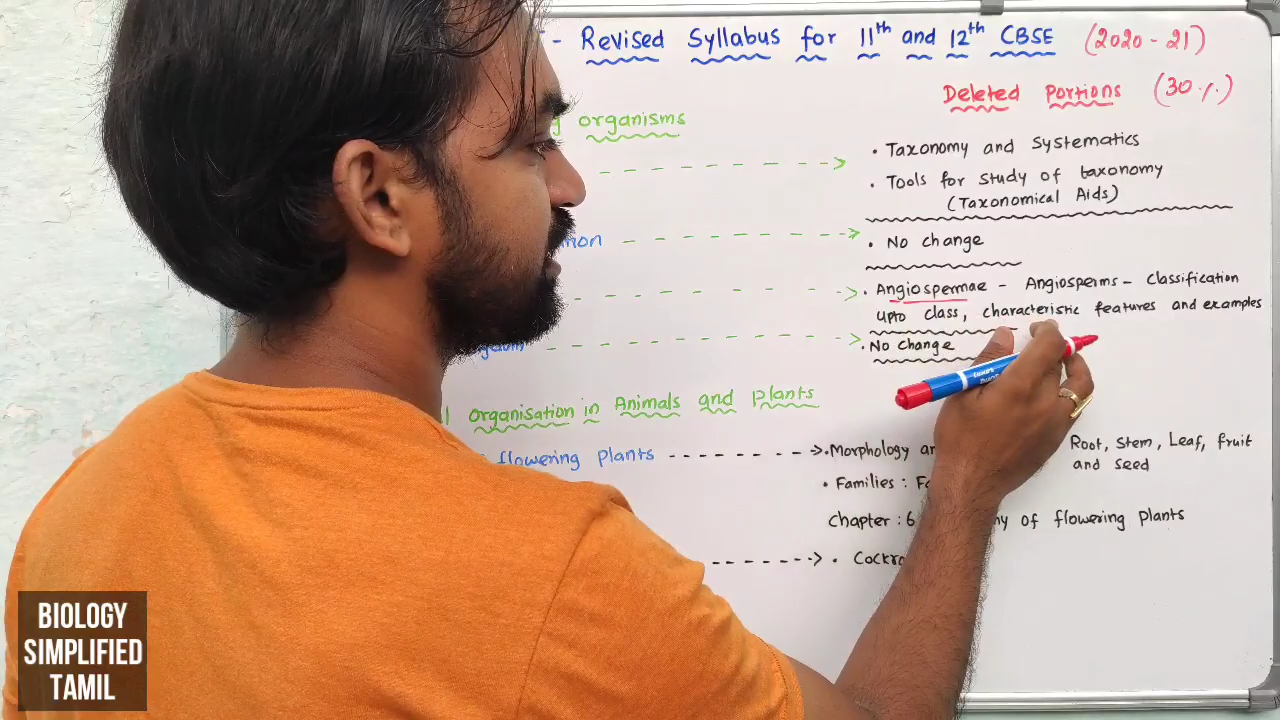 - Revised Syllabus for 11th and 12th CBSE (2020 - 21)
Deleted Portions (30 %)
organisms
• Taxonomy and Systematics
• Tools for study of taxonomy
(Taxonomical Aids)
• No change
• Angiospermae - Angiosperms - Classification
upto class, characteristic features and examples
• No change
organisation in Animals and Plants
flowering plants
• Morphology
Root, Stem, Leaf, fruit
and seed
• Families :
Chapter : 6
of flowering plants
•
BIOLOGY
SIMPLIFIED
TAMIL